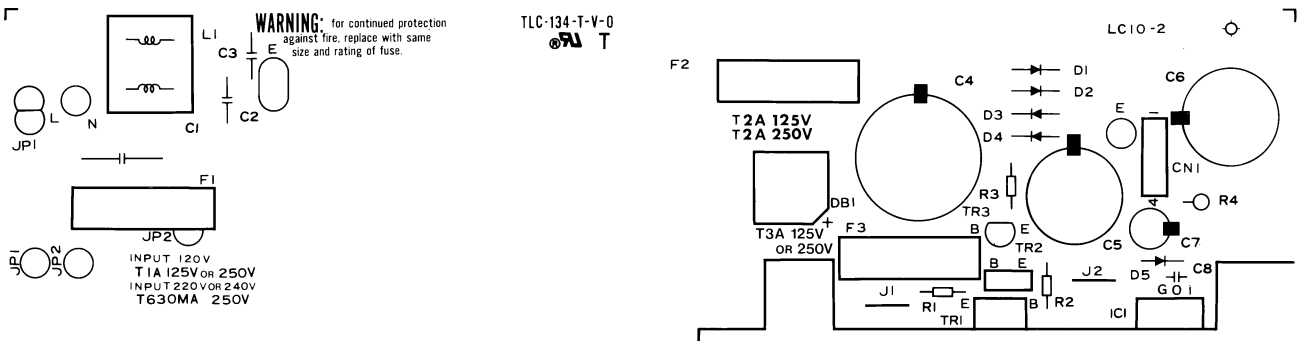 WARNING: for continued protection
against fire, replace with same
size and rating of fuse.
TLC-134-T-V-0
®RU T
LC10-2
L1
C3
E
C2
C1
L
N
JP1
F1
JP2
JP1
JP2
INPUT 120V
T1A 125V OR 250V
INPUT 220V OR 240V
T630MA 250V
F2
T2A 125V
T2A 250V
C4
D1
D2
D3
D4
C6
E
1
CN1
4
R4
DB1
+
T3A 125V
OR 250V
F3
R3
TR3
B E
TR2
B E
C5
C7
D5
C8
J2
G O I
J1
R1
E
B
R2
TR1
IC1